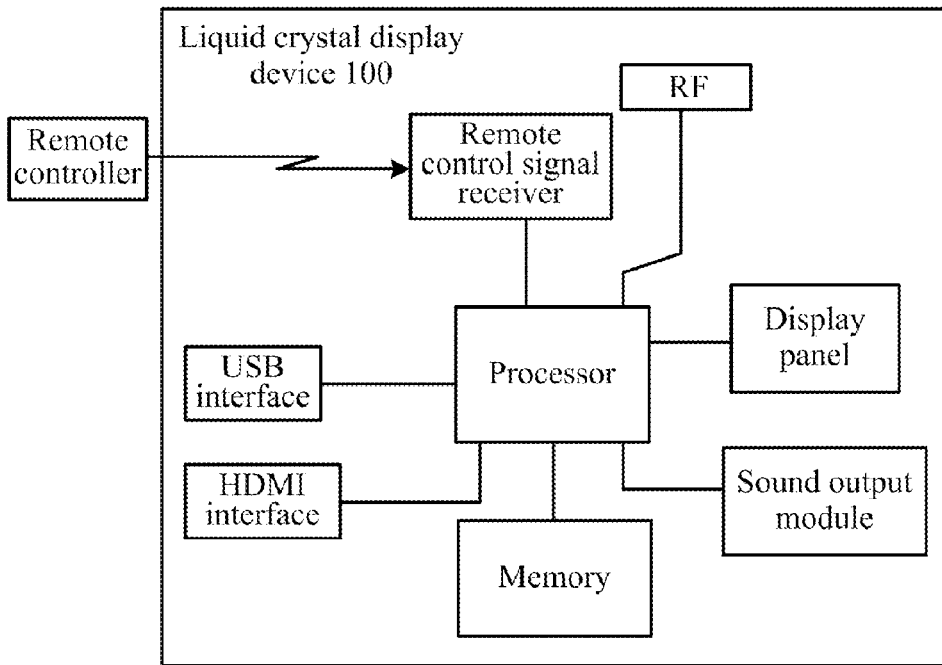 Liquid crystal display
device 100
RF
Remote
controller
Remote
control signal
receiver
Display
panel
Processor
USB
interface
HDMI
interface
Sound output
module
Memory